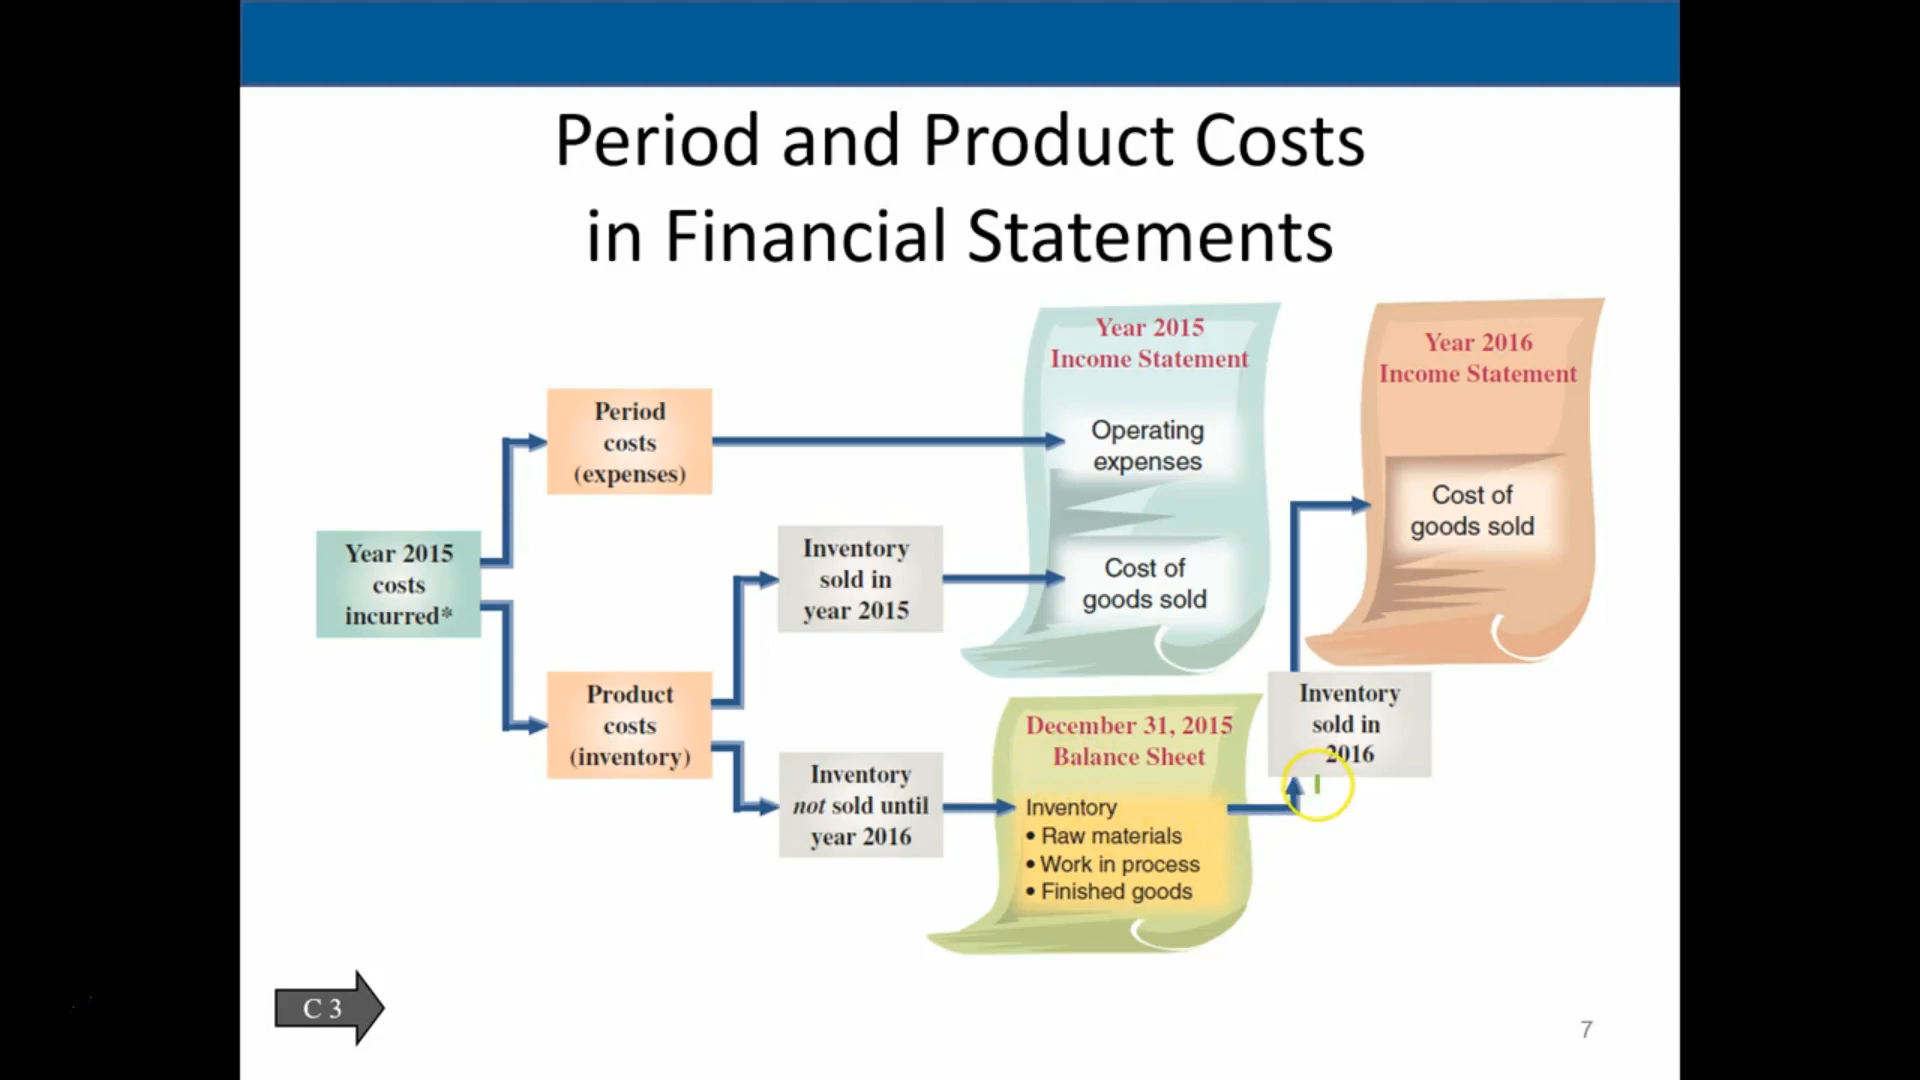 Period and Product Costs
in Financial Statements
Year 2015
costs
incurred*
Period
costs
(expenses)
Product
costs
(inventory)
Inventory
sold in
year 2015
Inventory
not sold until
year 2016
Year 2015
Income Statement
Operating
expenses
Cost of
goods sold
December 31, 2015
Balance Sheet
Inventory
• Raw materials
• Work in process
• Finished goods
Inventory
sold in
2016
Year 2016
Income Statement
Cost of
goods sold
C 3
7